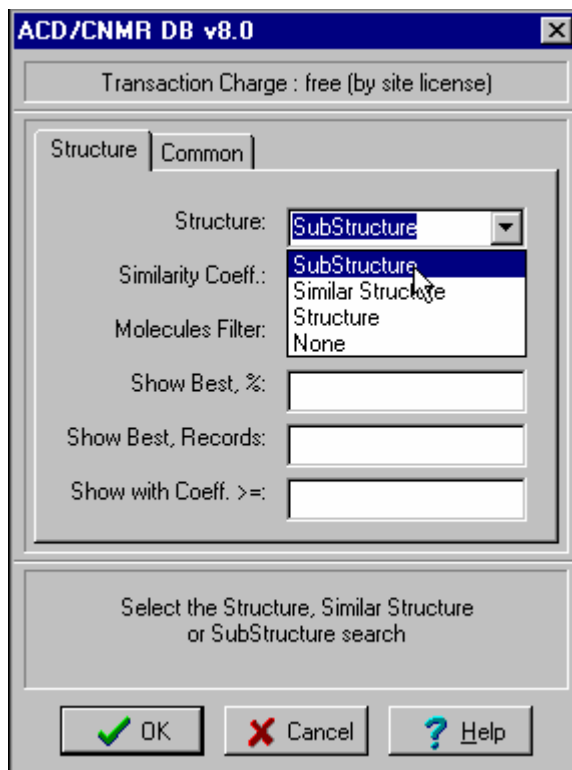 ACD/CNMR DB v8.0
Transaction Charge : free (by site license)
Structure
Common
Structure:
SubStructure
SubStructure
Similar Structure
Structure
None
Similarity Coeff.:
Molecules Filter:
Show Best, %:
Show Best, Records:
Show with Coeff. >=:
Select the Structure, Similar Structure
or SubStructure search
OK
Cancel
Help